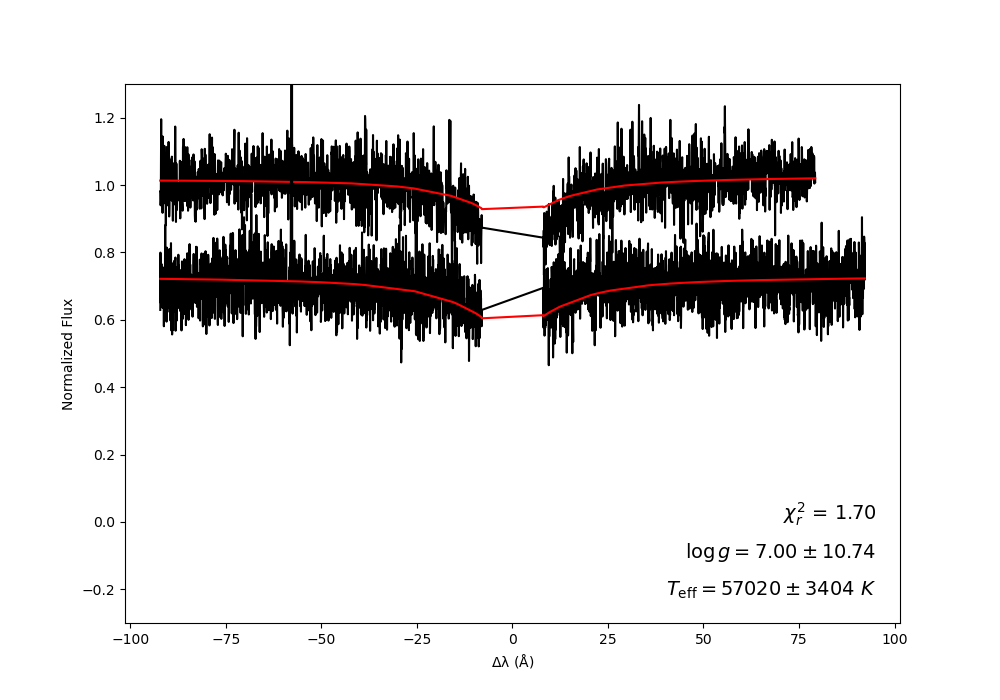 1.2
1.0
0.8
0.6
0.4
0.2
0.0
−0.2
Normalized Flux
χ²ᵣ = 1.70
log g = 7.00 ± 10.74
T_eff = 57020 ± 3404 K
−100 −75 −50 −25 0 25 50 75 100
Δλ (Å)